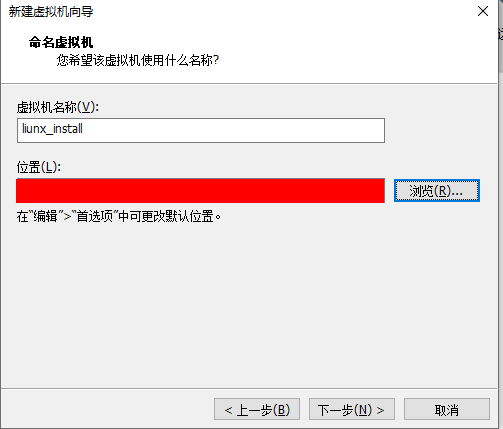 新建虚拟机向导
命名虚拟机
您希望该虚拟机使用什么名称?
虚拟机名称(V):
liunx_install
位置(L):
浏览(R)...
在“编辑”>“首选项”中可更改默认位置。
< 上一步(B)
下一步(N) >
取消